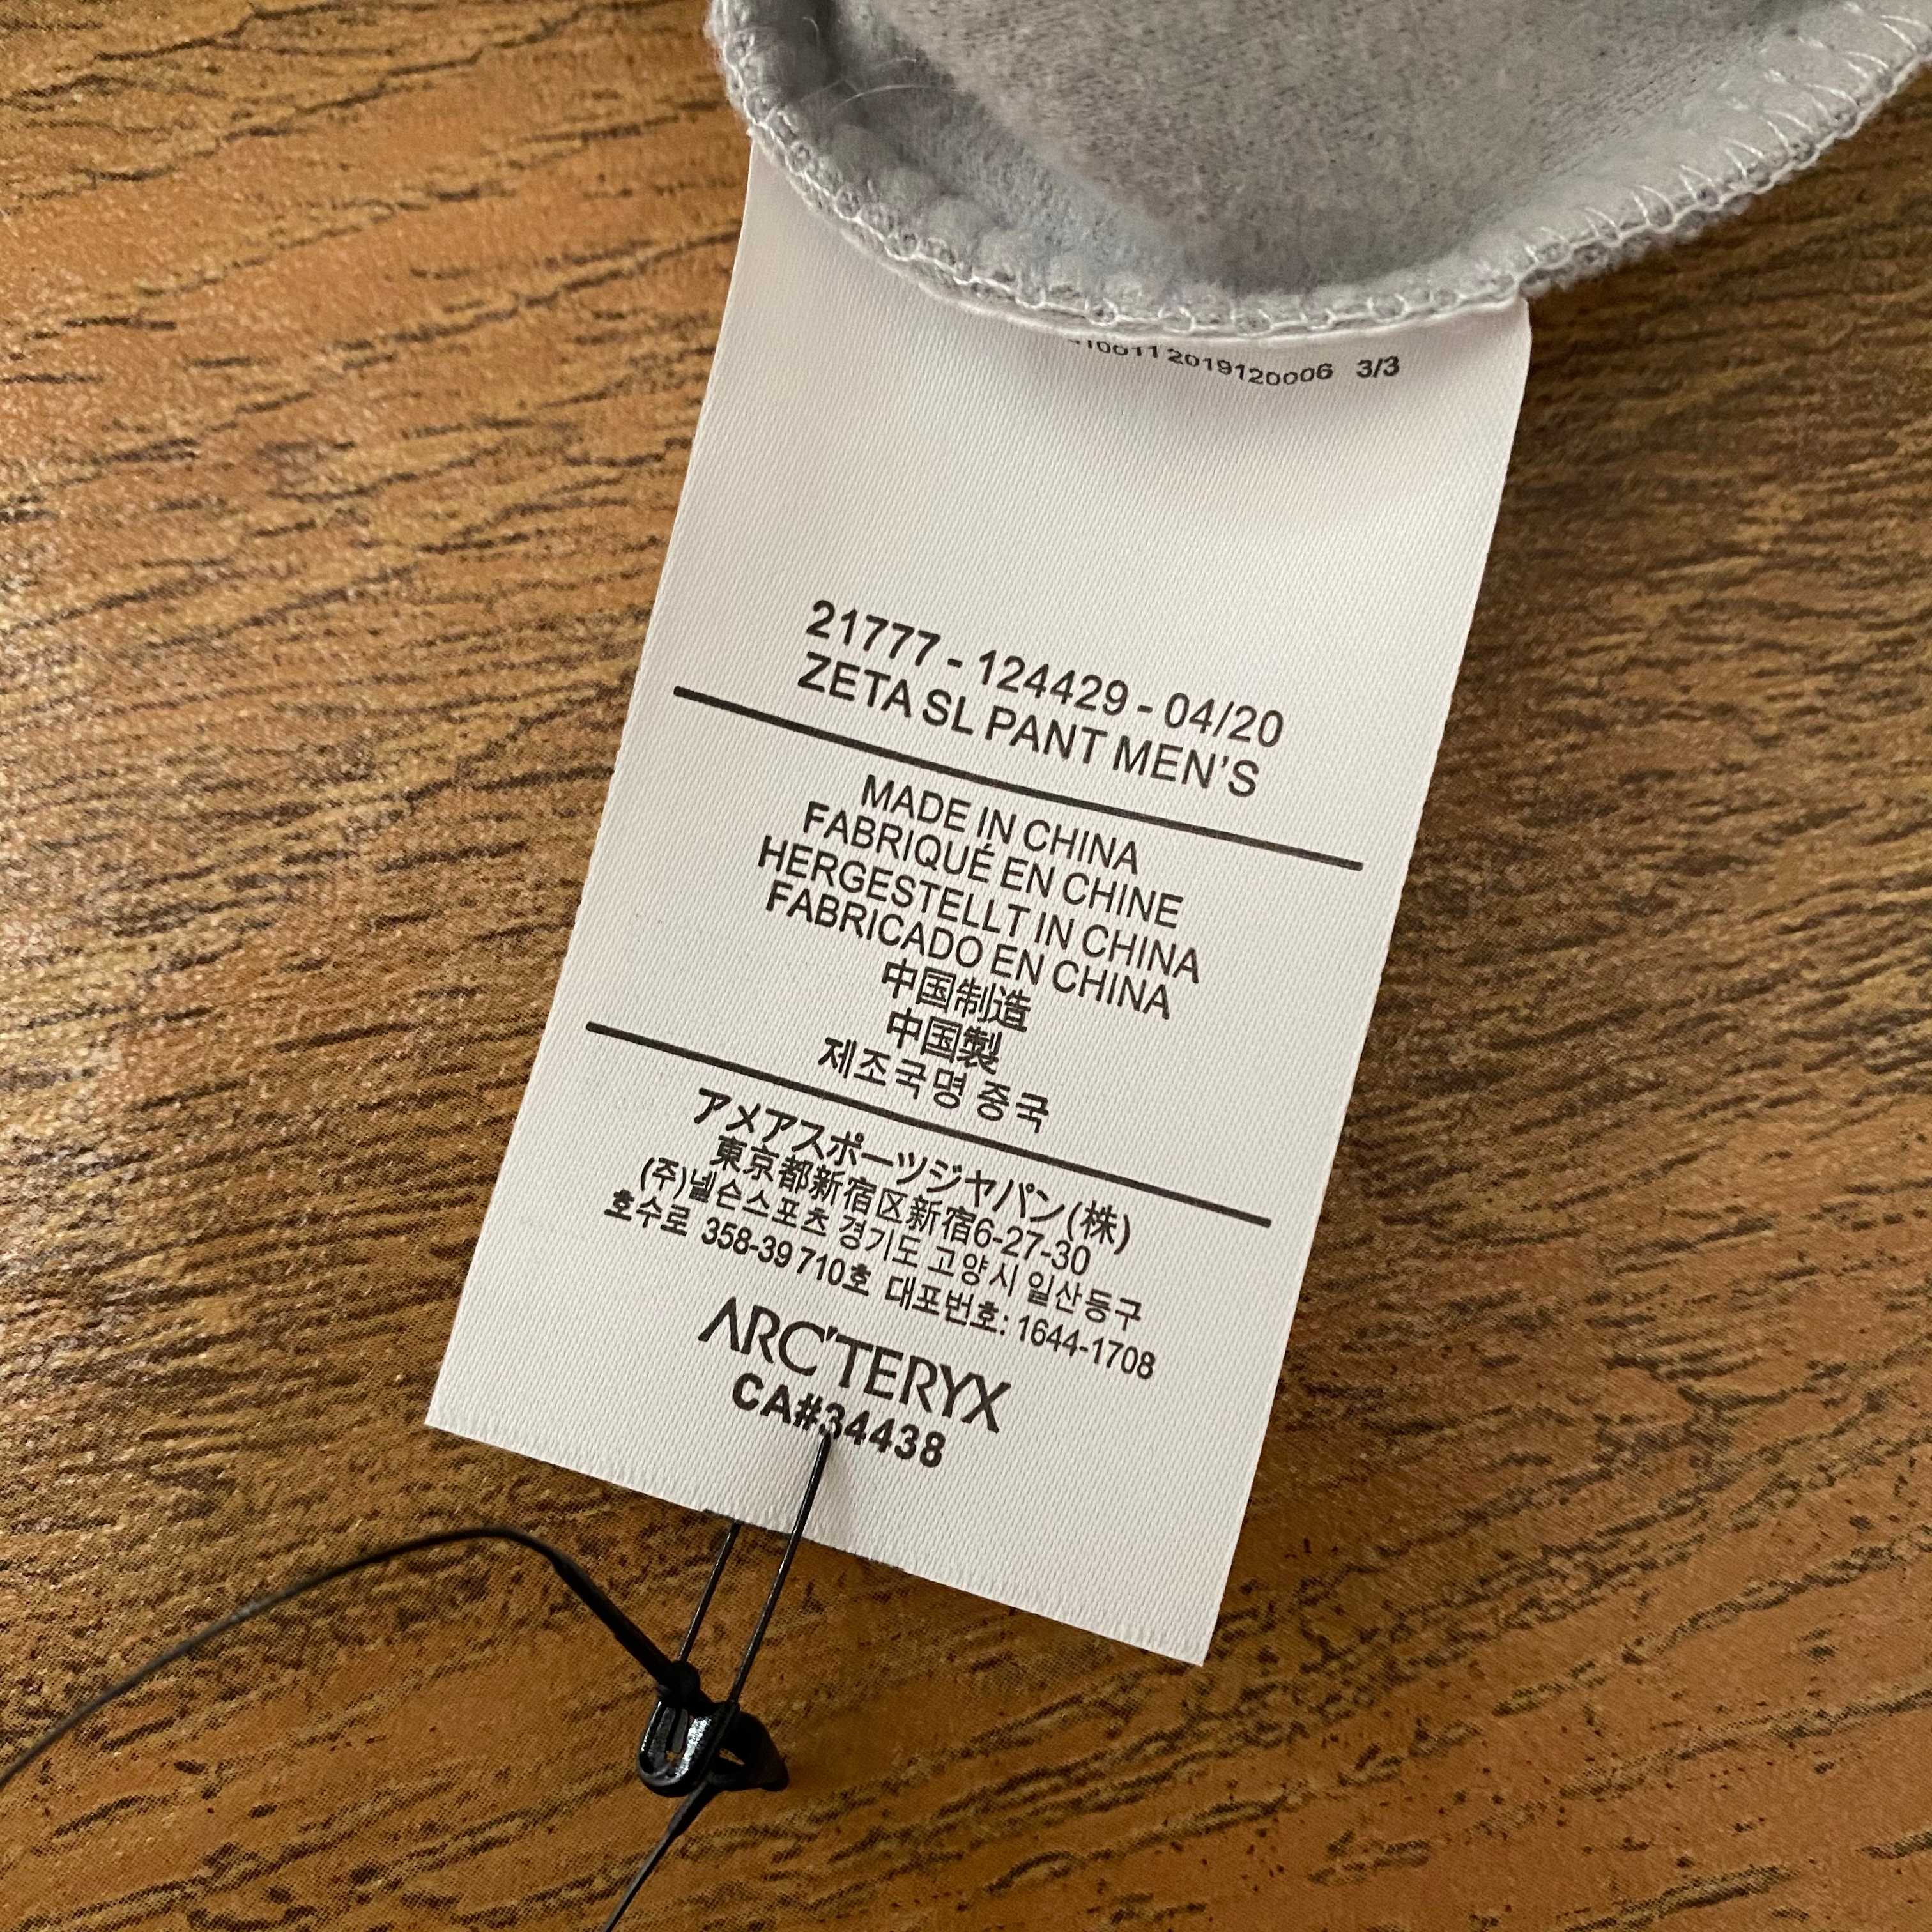 2019120006 3/3
21777 - 124429 - 04/20
ZETA SL PANT MEN'S
MADE IN CHINA
FABRIQUÉ EN CHINE
HERGESTELLT IN CHINA
FABRICADO EN CHINA
中国制造
中国製
제조국명 중국
アメアスポーツジャパン(株)
東京都新宿区新宿6-27-30
(주)넬슨스포츠 경기도 고양시 일산동구
호수로 358-39 710호 대표번호: 1644-1708
ARC'TERYX
CA#34438